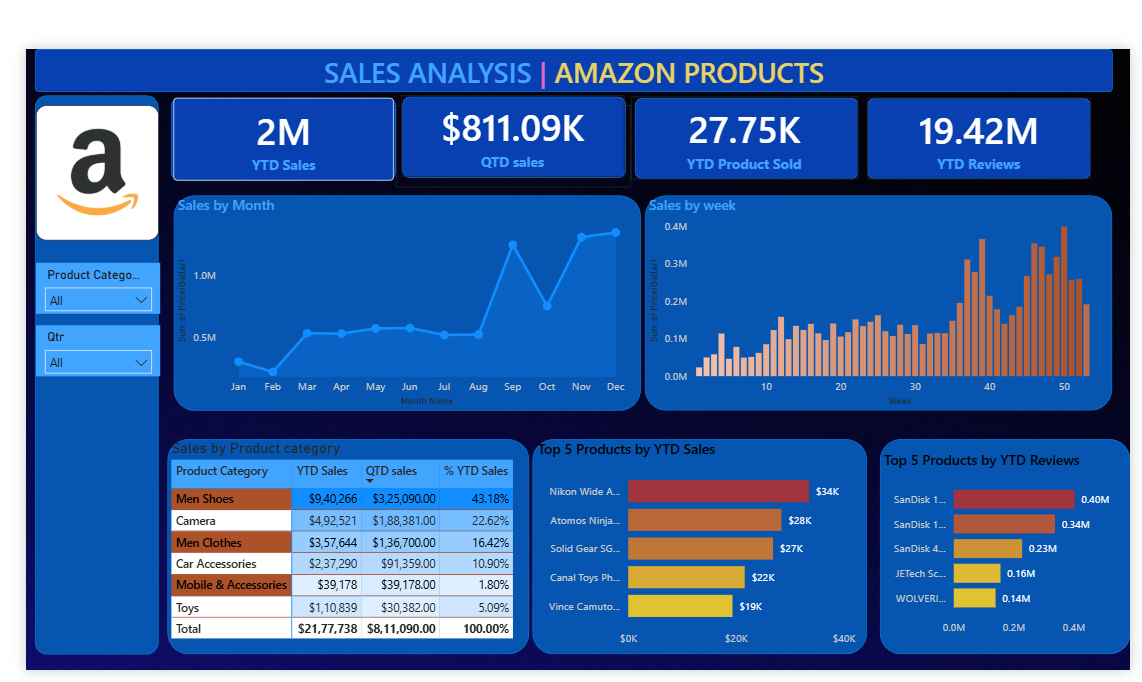 SALES ANALYSIS | AMAZON PRODUCTS
a
2M
YTD Sales
$811.09K
QTD sales
27.75K
YTD Product Sold
19.42M
YTD Reviews
Product Catego...
All
Qtr
All
Sales by Month
Sum of Price(Dollar)
1.0M
0.5M
Jan Feb Mar Apr May Jun Jul Aug Sep Oct Nov Dec
Month Name
Sales by week
Sum of Price(Dollar)
0.4M
0.3M
0.2M
0.1M
0.0M
10 20 30 40 50
Week
Sales by Product category
Product Category YTD Sales QTD sales % YTD Sales
Men Shoes $9,40,266 $3,25,090.00 43.18%
Camera $4,92,521 $1,88,381.00 22.62%
Men Clothes $3,57,644 $1,36,700.00 16.42%
Car Accessories $2,37,290 $91,359.00 10.90%
Mobile & Accessories $39,178 $39,178.00 1.80%
Toys $1,10,839 $30,382.00 5.09%
Total $21,77,738 $8,11,090.00 100.00%
Top 5 Products by YTD Sales
Nikon Wide A... $34K
Atomos Ninja... $28K
Solid Gear SG... $27K
Canal Toys Ph... $22K
Vince Camuto... $19K
$0K $20K $40K
Top 5 Products by YTD Reviews
SanDisk 1... 0.40M
SanDisk 1... 0.34M
SanDisk 4... 0.23M
JETech Sc... 0.16M
WOLVERI... 0.14M
0.0M 0.2M 0.4M